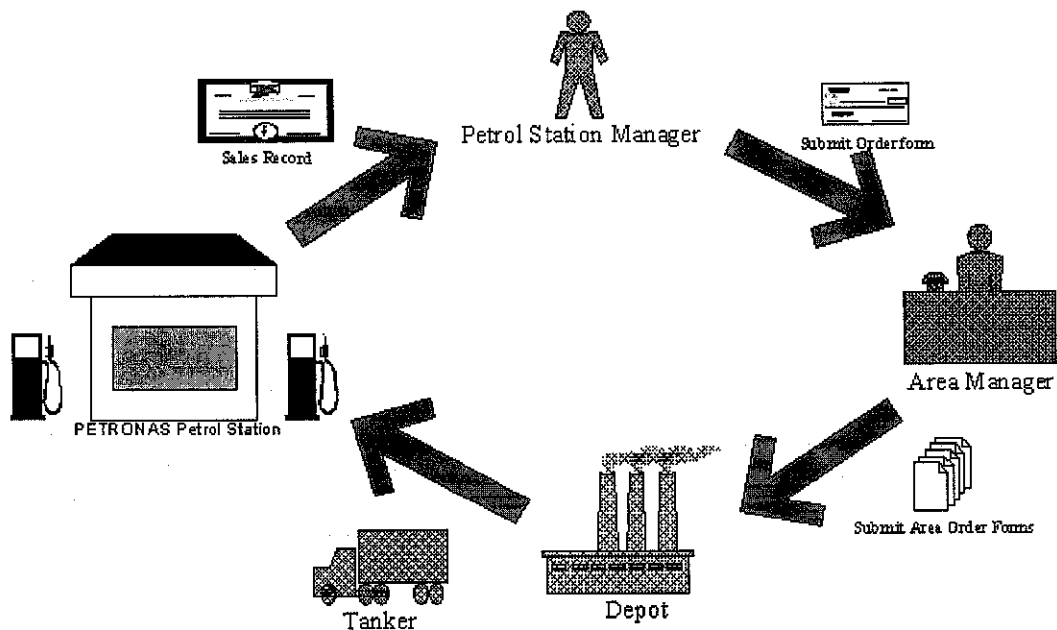 Petrol Station Manager
Sales Record
Submit Orderform
Area Manager
PETRONAS Petrol Station
Submit Area Order Forms
Tanker
Depot